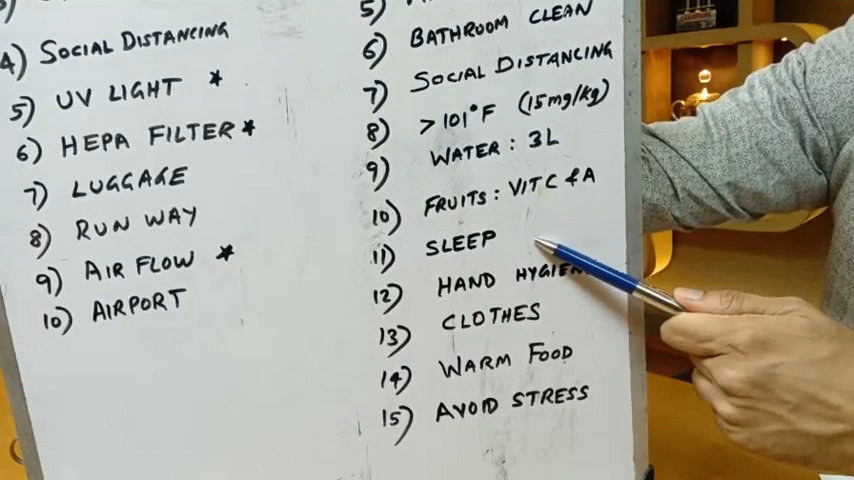 4) SOCIAL DISTANCING
5) UV LIGHT *
6) HEPA FILTER *
7) LUGGAGE
8) RUN WAY
9) AIR FLOW *
10) AIRPORT
5)
6) BATHROOM CLEAN
7) SOCIAL DISTANCING
8) > 101°F (15mg/kg)
9) WATER : 3L
10) FRUITS : VIT C & A
11) SLEEP
12) HAND HYGIEN
13) CLOTHES
14) WARM FOOD
15) AVOID STRESS